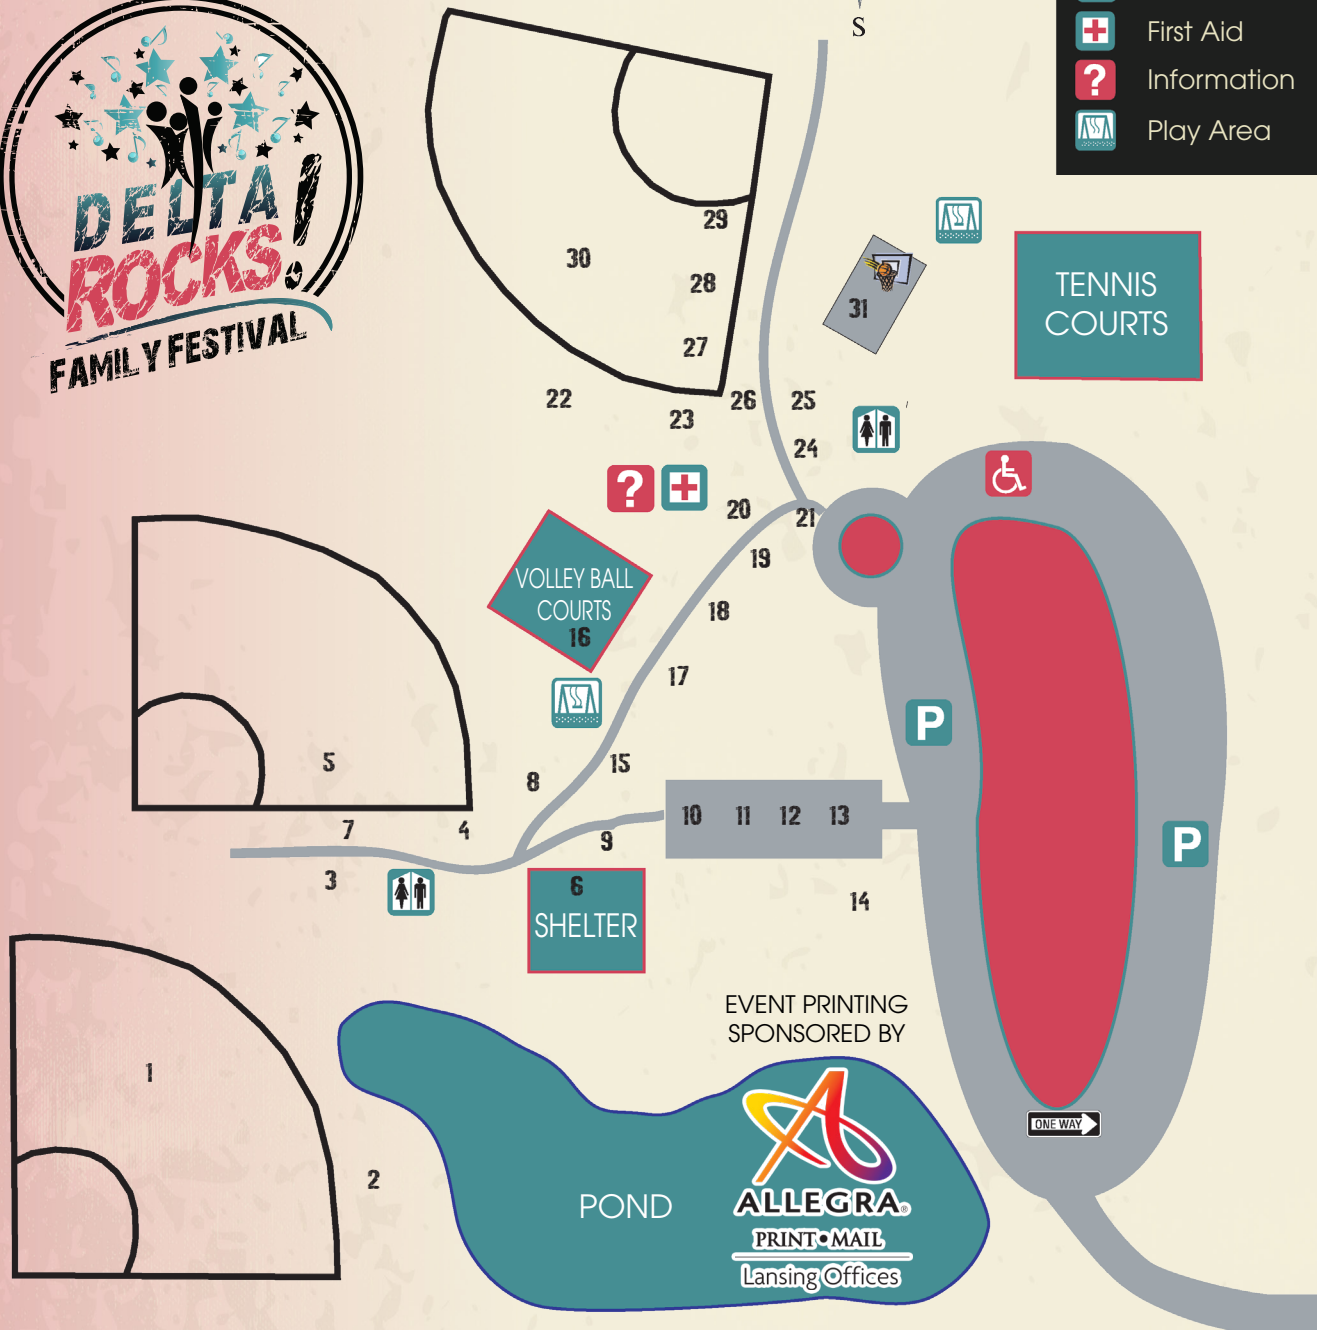 S
First Aid
? Information
Play Area
DELTA
ROCKS!
FAMILY FESTIVAL
29
30
28
31
27
TENNIS
COURTS
22
26
25
23
24
?
20
21
19
VOLLEY BALL
COURTS
16
18
17
P
5
8
15
7
4
10 11 12 13
9
P
3
6
SHELTER
14
EVENT PRINTING
SPONSORED BY
1
ONE WAY
2
POND
A
ALLEGRA®
PRINT•MAIL
Lansing Offices